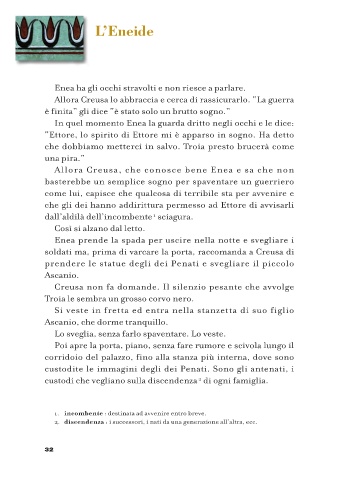 L'Eneide
Enea ha gli occhi stravolti e non riesce a parlare.
Allora Creusa lo abbraccia e cerca di rassicurarlo. "La guerra
è finita" gli dice "è stato solo un brutto sogno."
In quel momento Enea la guarda dritto negli occhi e le dice:
"Ettore, lo spirito di Ettore mi è apparso in sogno. Ha detto
che dobbiamo metterci in salvo. Troia presto brucerà come
una pira."
Allora Creusa, che conosce bene Enea e sa che non
basterebbe un semplice sogno per spaventare un guerriero
come lui, capisce che qualcosa di terribile sta per avvenire e
che gli dei hanno addirittura permesso ad Ettore di avvisarli
dall'aldilà dell'incombente¹ sciagura.
Così si alzano dal letto.
Enea prende la spada per uscire nella notte e svegliare i
soldati ma, prima di varcare la porta, raccomanda a Creusa di
prendere le statue degli dei Penati e svegliare il piccolo
Ascanio.
Creusa non fa domande. Il silenzio pesante che avvolge
Troia le sembra un grosso corvo nero.
Si veste in fretta ed entra nella stanzetta di suo figlio
Ascanio, che dorme tranquillo.
Lo sveglia, senza farlo spaventare. Lo veste.
Poi apre la porta, piano, senza fare rumore e scivola lungo il
corridoio del palazzo, fino alla stanza più interna, dove sono
custodite le immagini degli dei Penati. Sono gli antenati, i
custodi che vegliano sulla discendenza² di ogni famiglia.
1. incombente : destinata ad avvenire entro breve.
2. discendenza : i successori, i nati da una generazione all'altra, ecc.
32